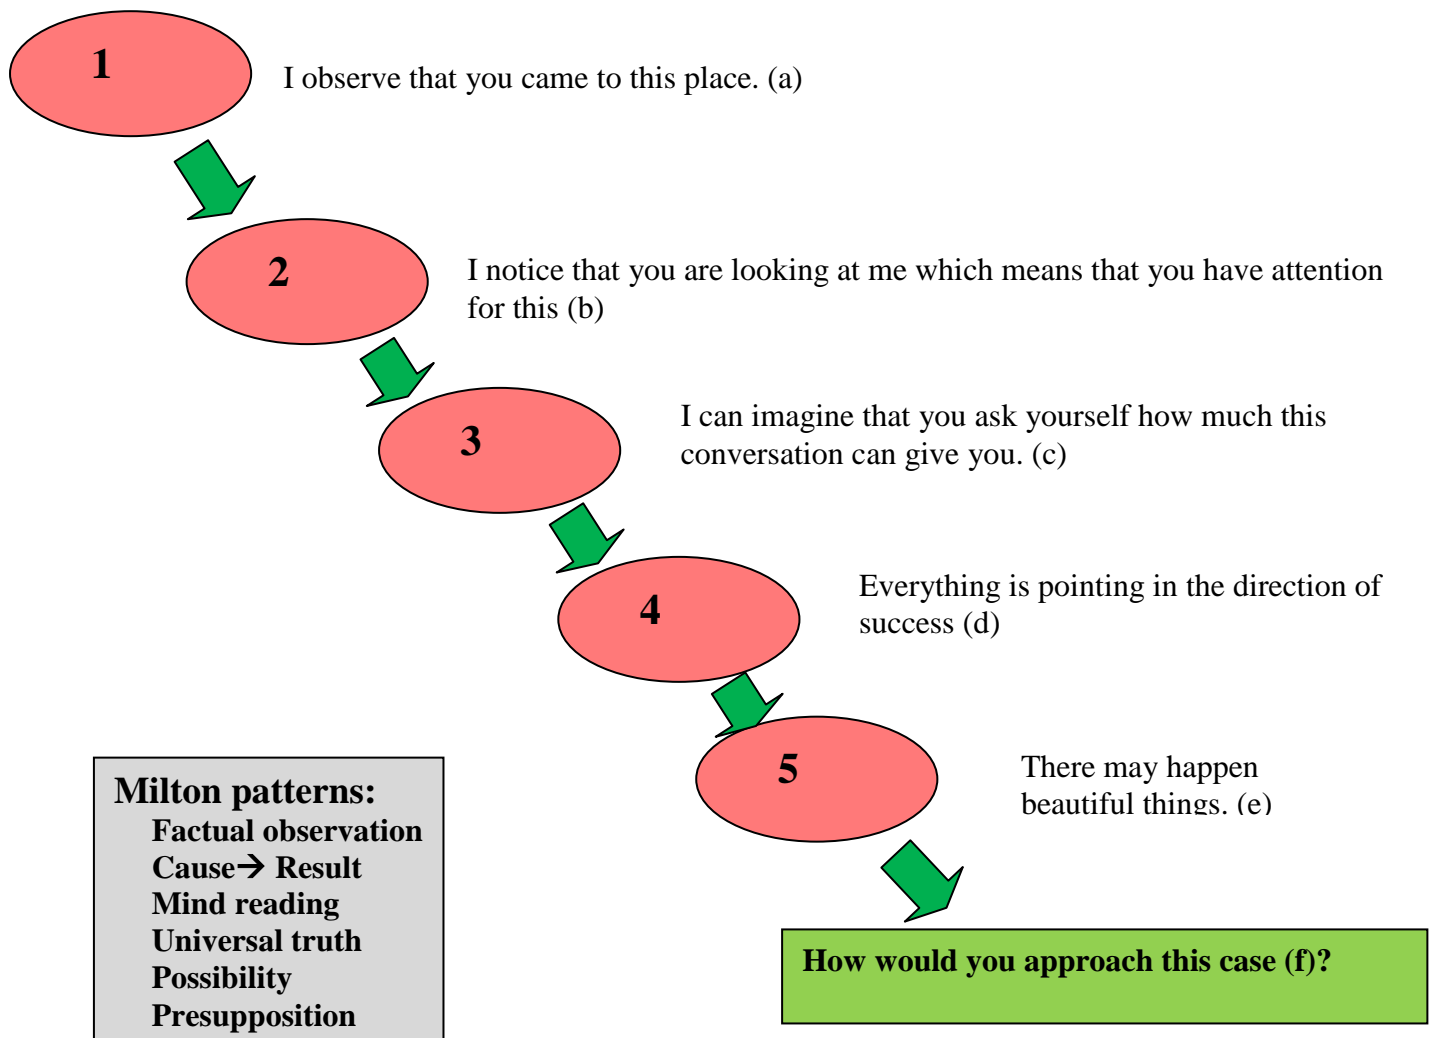 1
I observe that you came to this place. (a)
2
I notice that you are looking at me which means that you have attention
for this (b)
3
I can imagine that you ask yourself how much this
conversation can give you. (c)
4
Everything is pointing in the direction of
success (d)
5
There may happen
beautiful things. (e)
Milton patterns:
Factual observation
Cause→ Result
Mind reading
Universal truth
Possibility
Presupposition
How would you approach this case (f)?